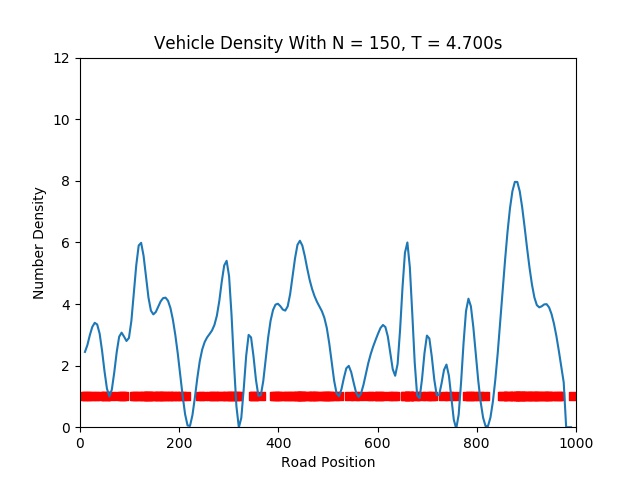 Vehicle Density With N = 150, T = 4.700s
12
10
8
6
4
2
0
Number Density
0 200 400 600 800 1000
Road Position